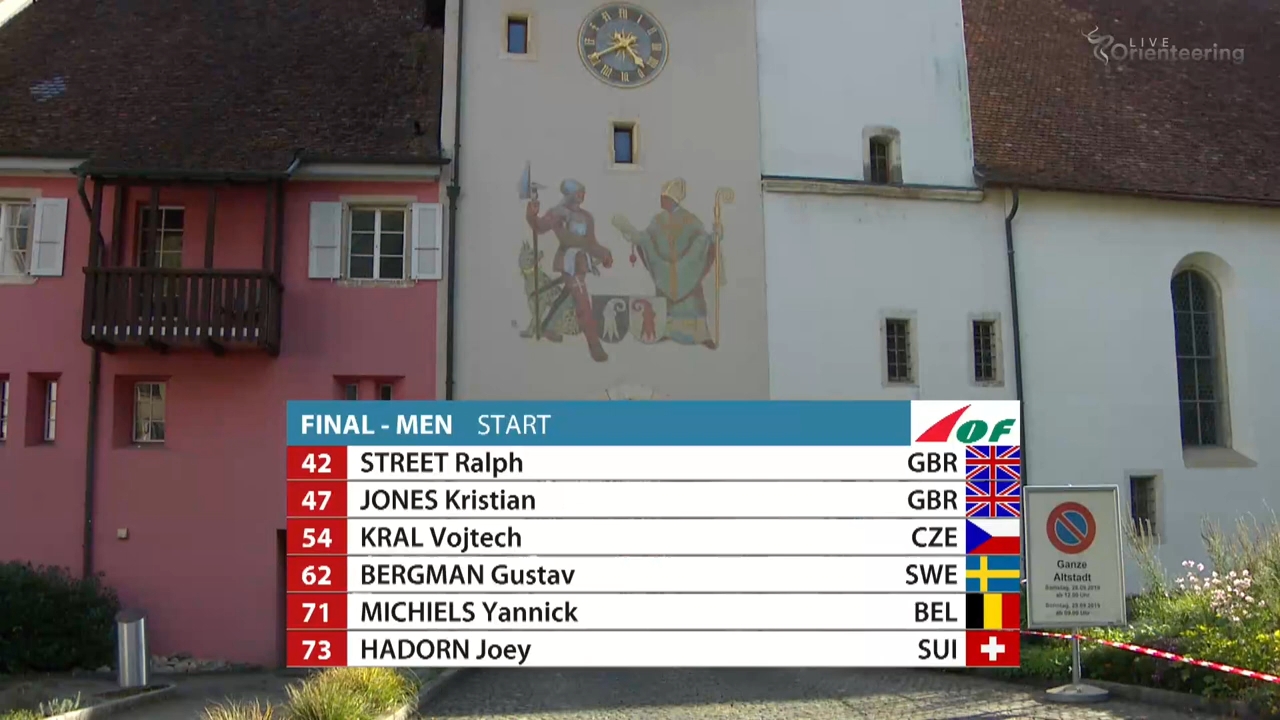 LIVE
Orienteering
FINAL - MEN START
IOF
42 STREET Ralph GBR
47 JONES Kristian GBR
54 KRAL Vojtech CZE
62 BERGMAN Gustav SWE
71 MICHIELS Yannick BEL
73 HADORN Joey SUI
Ganze
Altstadt